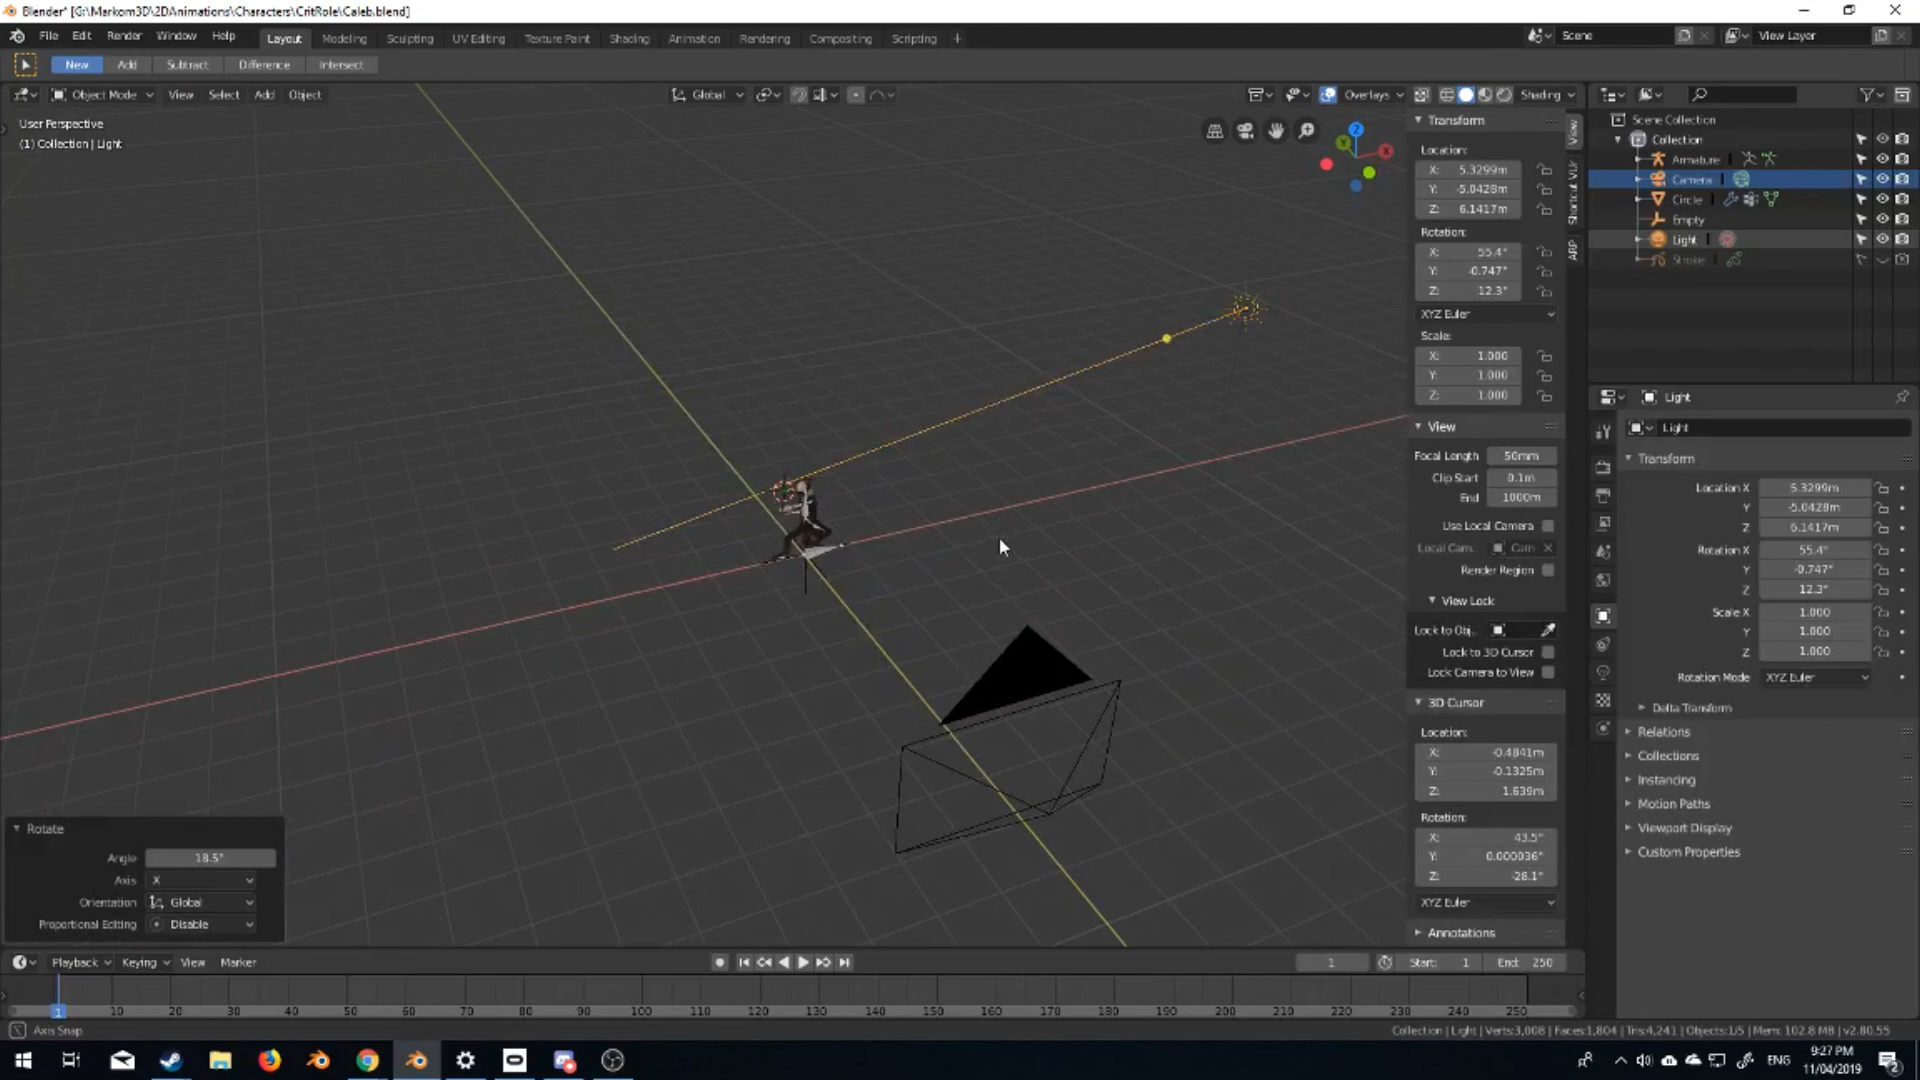 Blender* [G:\Markom3D\2DAnimations\Characters\CritRole\Caleb.blend]
File Edit Render Window Help Layout Modeling Sculpting UV Editing Texture Paint Shading Animation Rendering Compositing Scripting + Scene View Layer
New Add Subtract Difference Intersect
Object Mode View Select Add Object Global Overlays Shading
User Perspective
(1) Collection | Light
Z
Y
X
Transform
Location:
X: 5.3299m
Y: -5.0428m
Z: 6.1417m
Rotation:
X: 55.4°
Y: -0.747°
Z: 12.3°
XYZ Euler
Scale:
X: 1.000
Y: 1.000
Z: 1.000
View
Focal Length 50mm
Clip Start 0.1m
End 1000m
Use Local Camera
Local Cam: Cam
Render Region
View Lock
Lock to Obj..
Lock to 3D Cursor
Lock Camera to View
3D Cursor
Location:
X: -0.4841m
Y: -0.1325m
Z: 1.639m
Rotation:
X: 43.5°
Y: 0.000036°
Z: -28.1°
XYZ Euler
Annotations
View
Shortcut VUr
ARP
Scene Collection
Collection
Armature
Camera
Circle
Empty
Light
Stroke
Light
Light
Transform
Location X 5.3299m
Y -5.0428m
Z 6.1417m
Rotation X 55.4°
Y -0.747°
Z 12.3°
Scale X 1.000
Y 1.000
Z 1.000
Rotation Mode XYZ Euler
Delta Transform
Relations
Collections
Instancing
Motion Paths
Viewport Display
Custom Properties
Rotate
Angle 18.5°
Axis X
Orientation Global
Proportional Editing Disable
Playback Keying View Marker 1 Start: 1 End: 250
1 10 20 30 40 50 60 70 80 90 100 110 120 130 140 150 160 170 180 190 200 210 220 230 240 250
Axis Snap
Collection | Light | Verts:3,008 | Faces:1,804 | Tris:4,241 | Objects:1/5 | Mem: 102.8 MB | v2.80.55
ENG
9:27 PM
11/04/2019
2